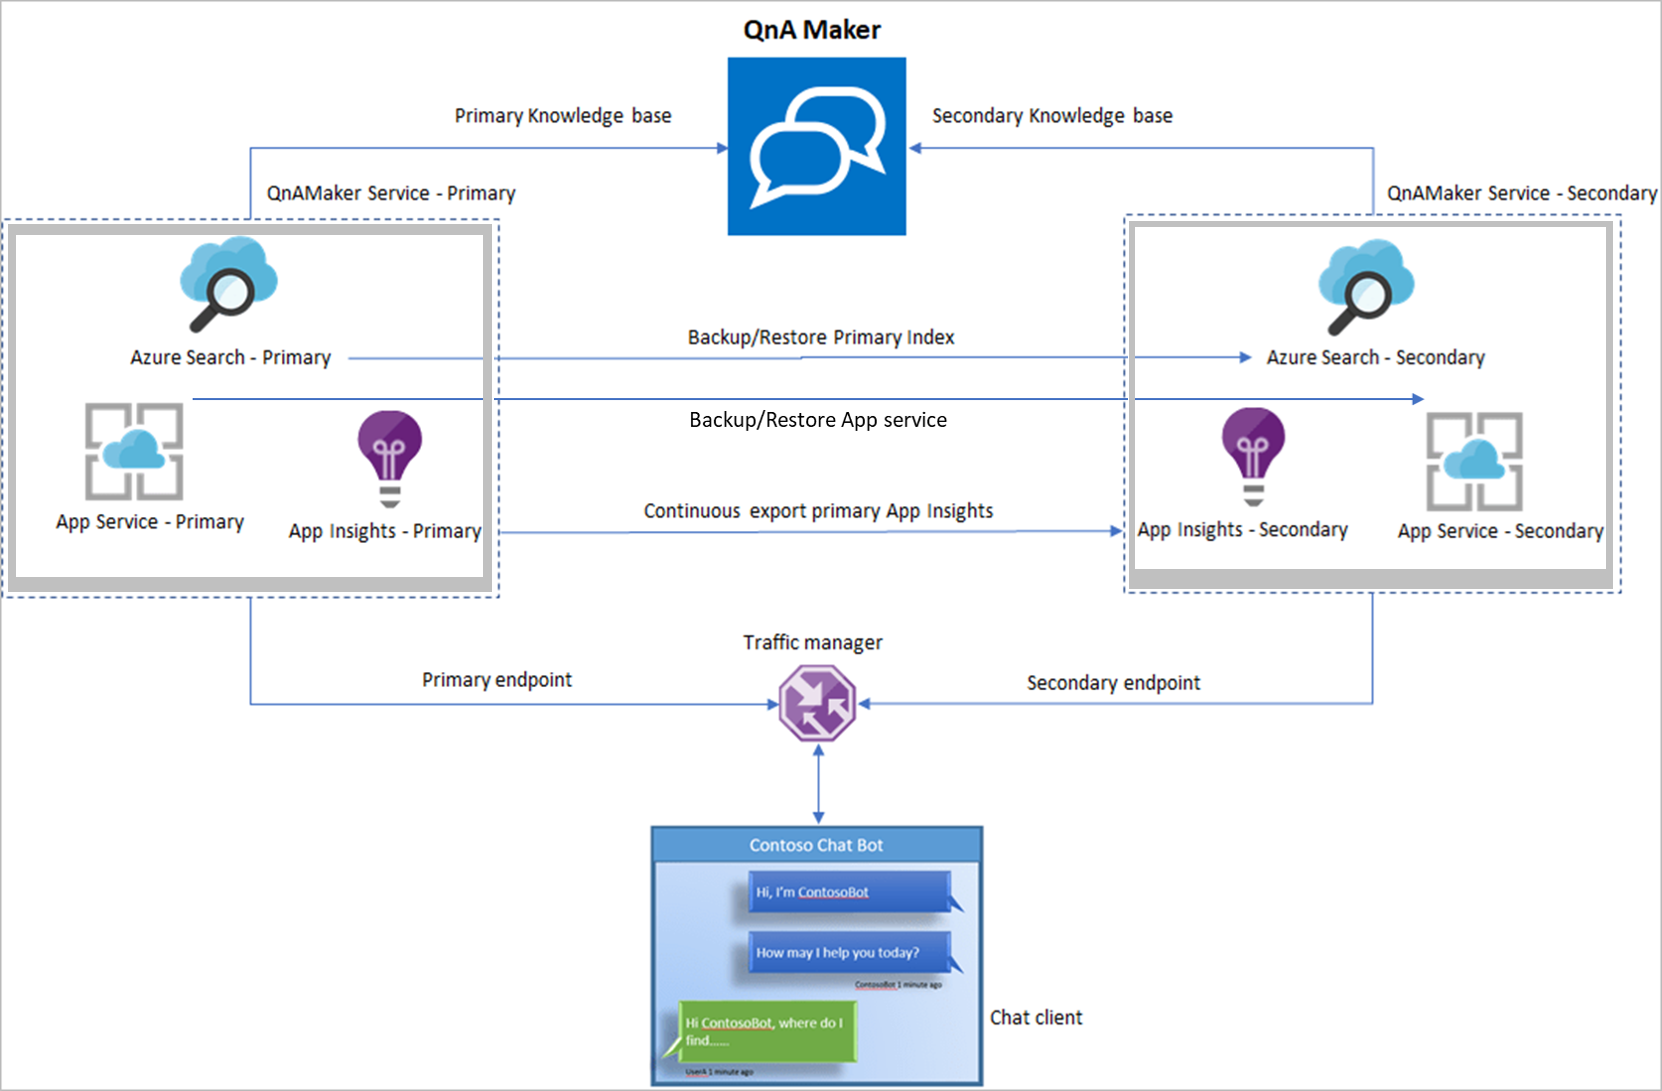 QnA Maker
Primary Knowledge base
Secondary Knowledge base
QnAMaker Service - Primary
QnAMaker Service - Secondary
Backup/Restore Primary Index
Azure Search - Primary
Azure Search - Secondary
Backup/Restore App service
Continuous export primary App Insights
App Service - Primary
App Insights - Primary
App Insights - Secondary
App Service - Secondary
Traffic manager
Primary endpoint
Secondary endpoint
Contoso Chat Bot
Hi, I'm ContosoBot
How may I help you today?
ContosoBot 1 minute ago
Hi ContosoBot, where do I
find......
UserA 1 minute ago
Chat client